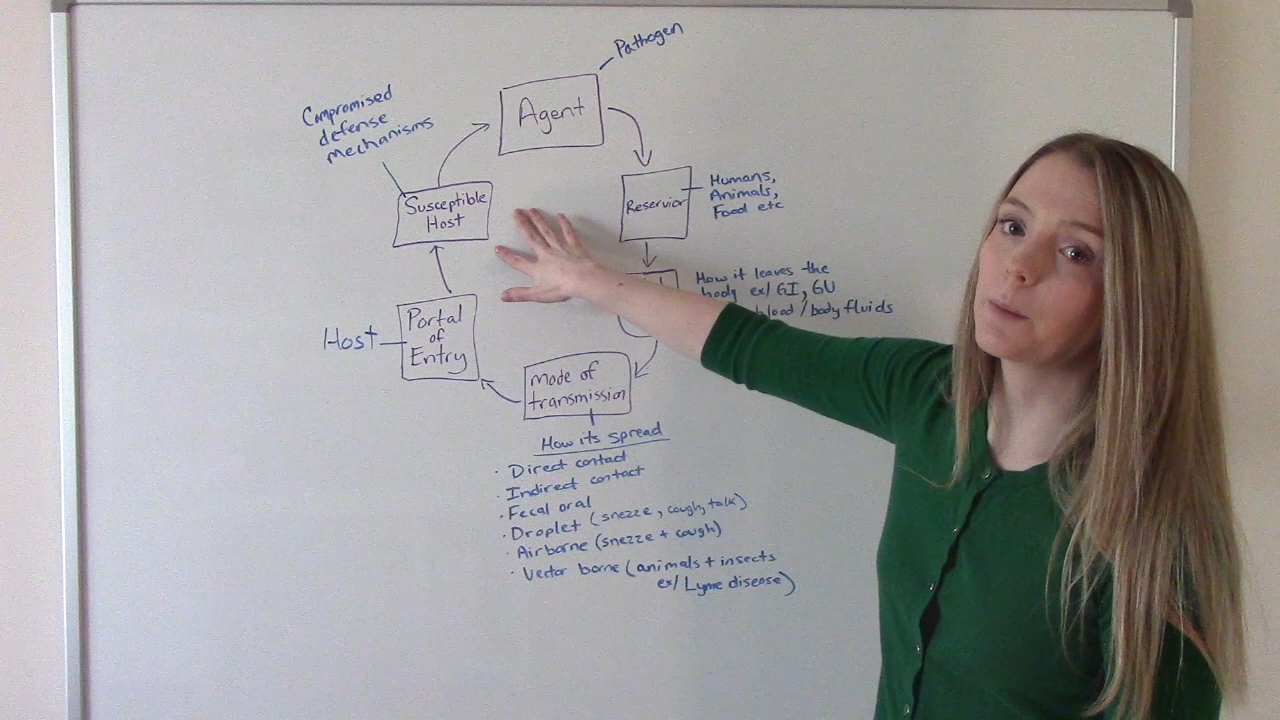 Pathogen
Agent
Compromised
defense
mechanisms
Susceptible
Host
Reservior
Humans,
Animals,
Food etc
How it leaves the
body ex/ GI, GU
blood/body fluids
Portal
of
Entry
Host
Mode of
transmission
How its spread
· Direct contact
· Indirect contact
· Fecal oral
· Droplet (snezze, cough, talk)
· Airborne (snezze + cough)
· Vector borne (animals + insects
ex/ Lyme disease)